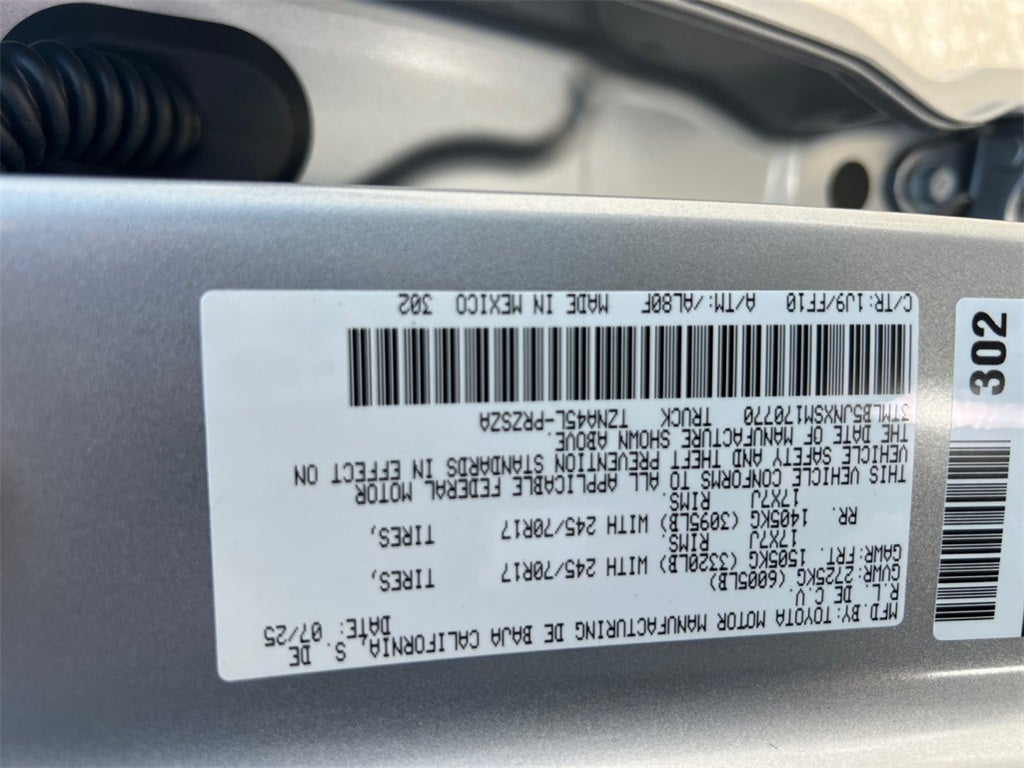 MFD.BY: TOYOTA MOTOR MANUFACTURING DE BAJA CALIFORNIA, S. DE
R.L. DE C.V. DATE: 07/25
GVWR: 2725KG (6005LB)
GAWR: FRT. 1505KG (3320LB) WITH 245/70R17 TIRES,
17X7J RIMS.
RR. 1405KG (3095LB) WITH 245/70R17 TIRES,
17X7J RIMS.
THIS VEHICLE CONFORMS TO ALL APPLICABLE FEDERAL MOTOR
VEHICLE SAFETY AND THEFT PREVENTION STANDARDS IN EFFECT ON
THE DATE OF MANUFACTURE SHOWN ABOVE.
3TMLB5JNXSM170770 TRUCK TZNA45L-PRZSZA
C/TR:1J9/FF10 A/TM:/AL80F MADE IN MEXICO 302
302